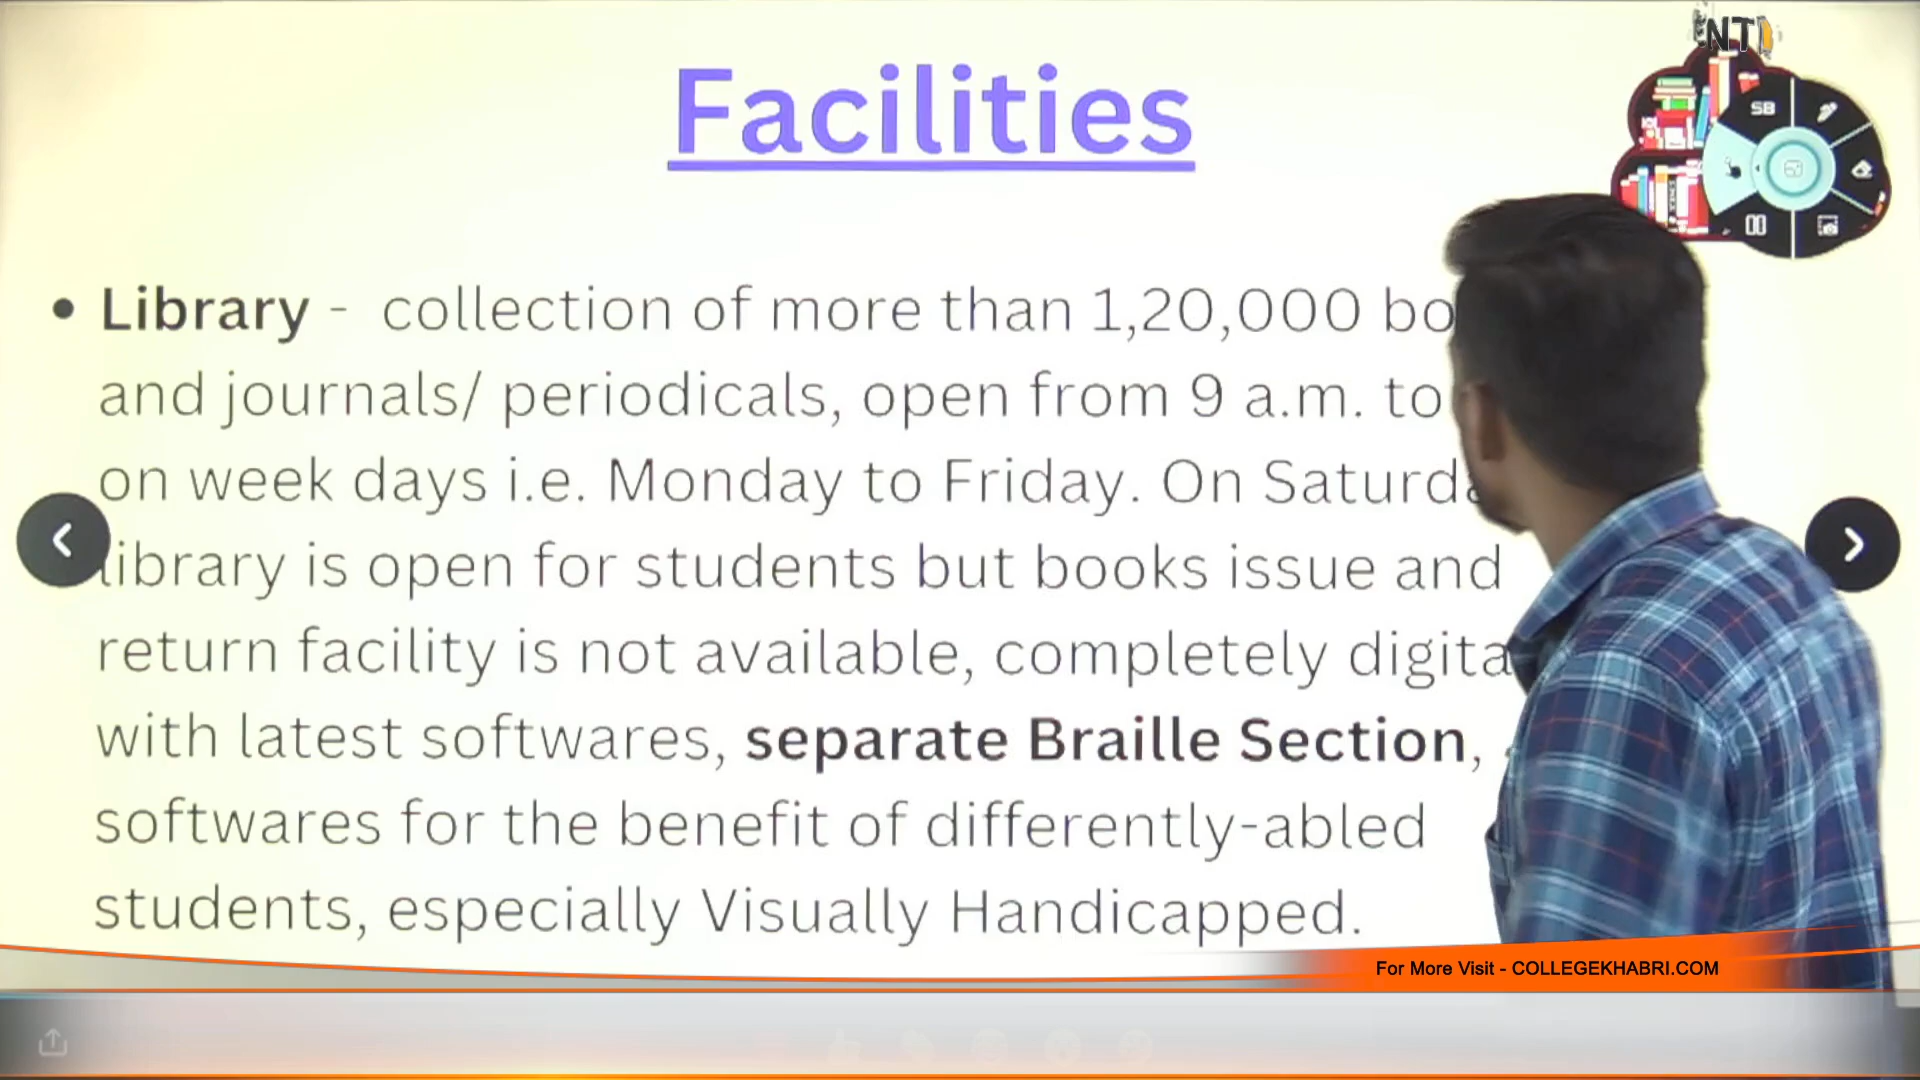 NT
Facilities
SB
• Library - collection of more than 1,20,000
and journals/ periodicals, open from 9 a.m. to
on week days i.e. Monday to Friday. On
library is open for students but books issue and
return facility is not available, completely
with latest softwares, separate Braille Section,
softwares for the benefit of differently-abled
students, especially Visually Handicapped.
For More Visit - COLLEGEKHABRI.COM